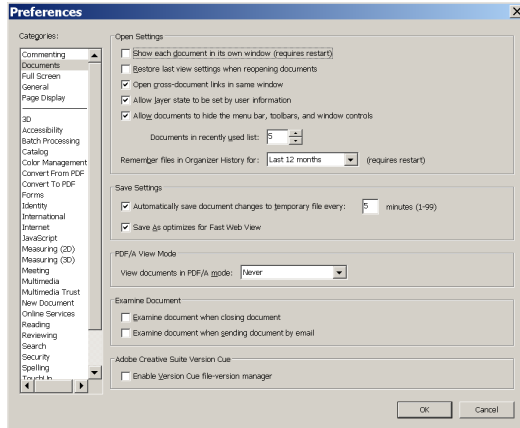 Preferences
Categories:
Commenting
Documents
Full Screen
General
Page Display
3D
Accessibility
Batch Processing
Catalog
Color Management
Convert From PDF
Convert To PDF
Forms
Identity
International
Internet
JavaScript
Measuring (2D)
Measuring (3D)
Meeting
Multimedia
Multimedia Trust
New Document
Online Services
Reading
Reviewing
Search
Security
Spelling
TouchUp
Open Settings
Show each document in its own window (requires restart)
Restore last view settings when reopening documents
Open cross-document links in same window
Allow layer state to be set by user information
Allow documents to hide the menu bar, toolbars, and window controls
Documents in recently used list: 5
Remember files in Organizer History for: Last 12 months (requires restart)
Save Settings
Automatically save document changes to temporary file every: 5 minutes (1-99)
Save As optimizes for Fast Web View
PDF/A View Mode
View documents in PDF/A mode: Never
Examine Document
Examine document when closing document
Examine document when sending document by email
Adobe Creative Suite Version Cue
Enable Version Cue file-version manager
OK Cancel